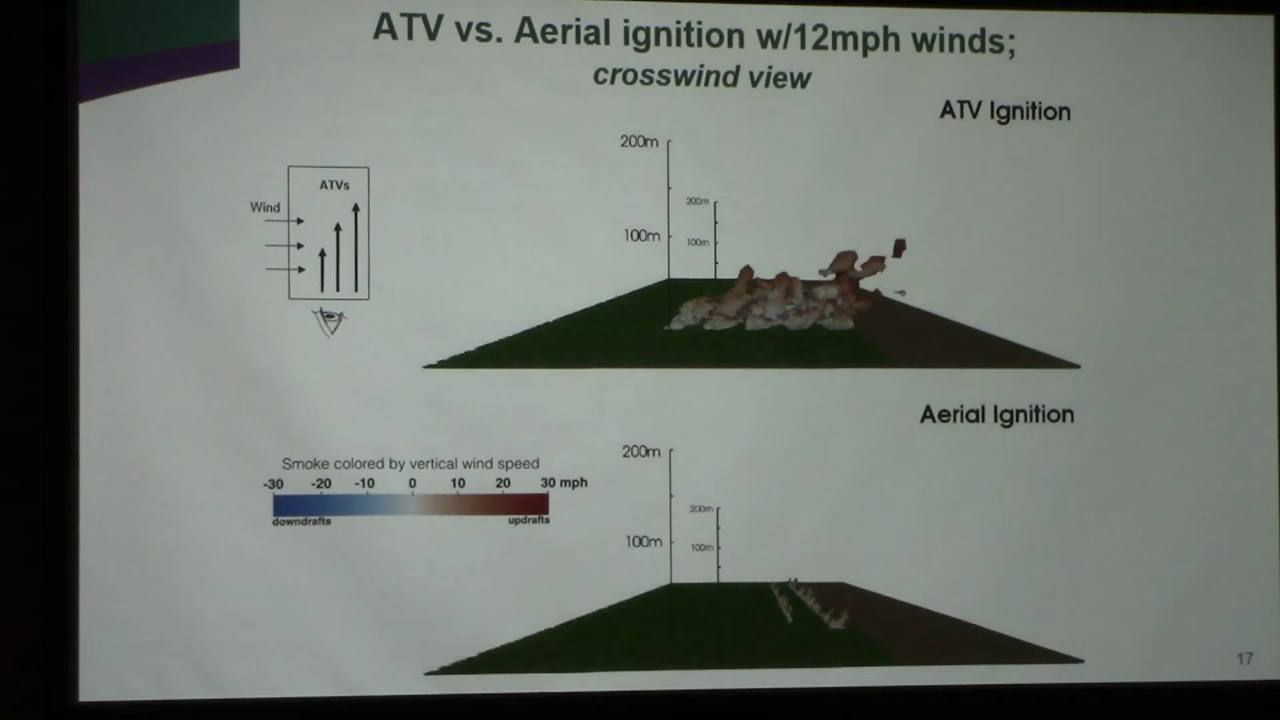 ATV vs. Aerial ignition w/12mph winds;
crosswind view
ATV Ignition
200m
200m
100m
100m
ATVs
Wind
Aerial Ignition
200m
200m
100m
100m
Smoke colored by vertical wind speed
-30 -20 -10 0 10 20 30 mph
downdrafts updrafts
17